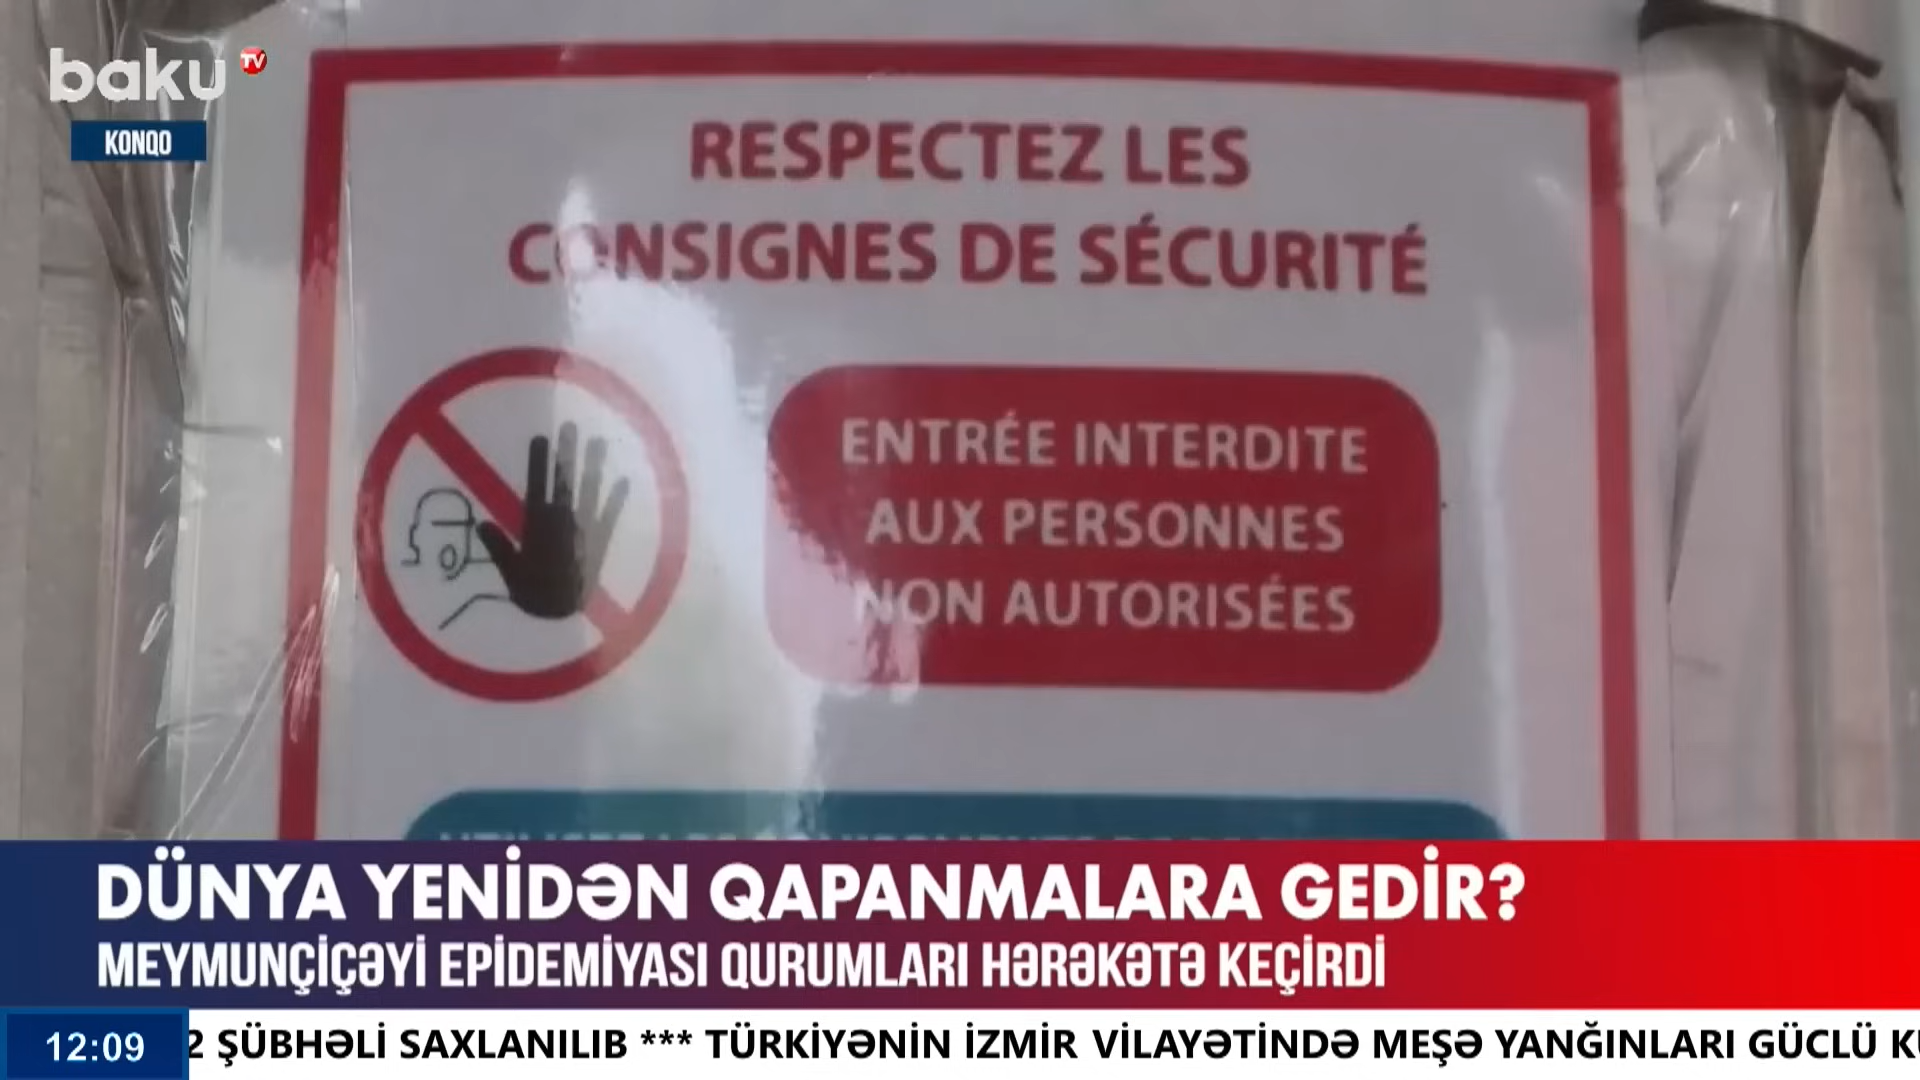 baku TV
KONQO
RESPECTEZ LES
CONSIGNES DE SÉCURITÉ
ENTRÉE INTERDITE
AUX PERSONNES
NON AUTORISÉES
DÜNYA YENİDƏN QAPANMALARA GEDİR?
MEYMUNÇİÇƏYİ EPİDEMİYASI QURUMLARI HƏRƏKƏTƏ KEÇİRDİ
12:09
2 ŞÜBHƏLİ SAXLANILIB *** TÜRKİYƏNİN İZMİR VİLAYƏTİNDƏ MEŞƏ YANĞINLARI GÜCLÜ